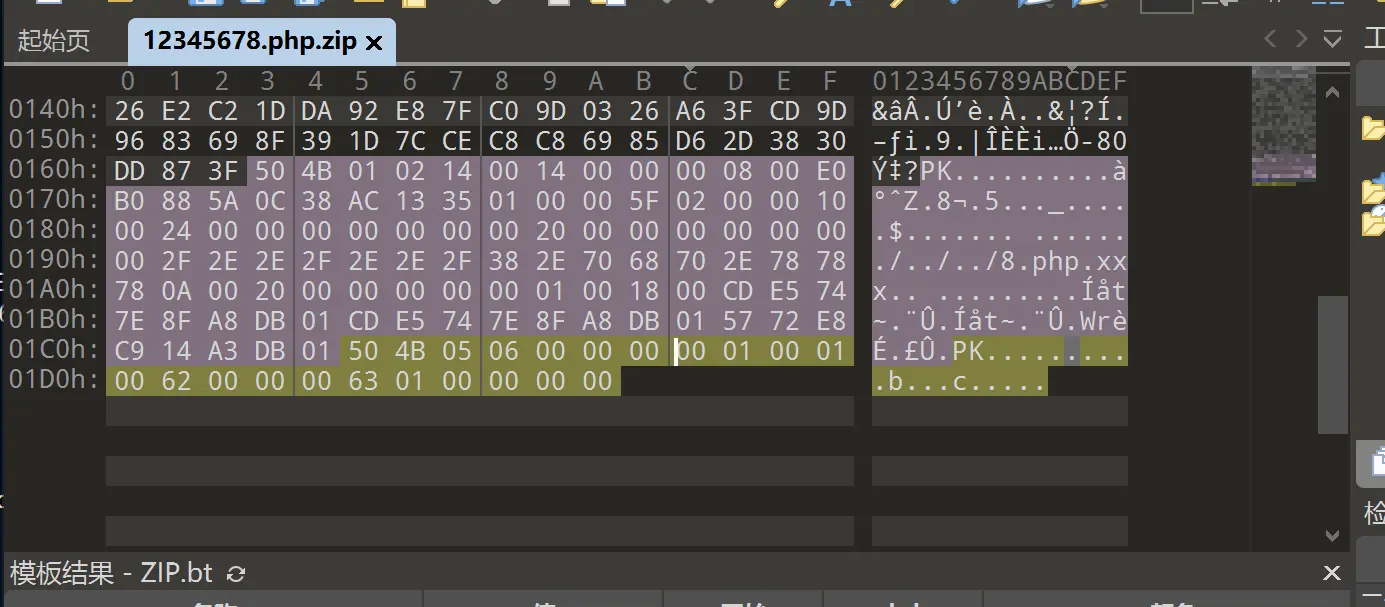 起始页 12345678.php.zip
0 1 2 3 4 5 6 7 8 9 A B C D E F 0123456789ABCDEF
0140h: 26 E2 C2 1D DA 92 E8 7F C0 9D 03 26 A6 3F CD 9D &âÂ.Ú’è.À..&¦?Í.
0150h: 96 83 69 8F 39 1D 7C CE C8 C8 69 85 D6 2D 38 30 –ƒi.9.|ÎÈÈi…Ö-80
0160h: DD 87 3F 50 4B 01 02 14 00 14 00 00 00 08 00 E0 Ý‡?PK..........à
0170h: B0 88 5A 0C 38 AC 13 35 01 00 00 5F 02 00 00 10 °ˆZ.8¬.5..._....
0180h: 00 24 00 00 00 00 00 00 00 20 00 00 00 00 00 00 .$....... ......
0190h: 00 2F 2E 2E 2F 2E 2E 2F 38 2E 70 68 70 2E 78 78 ./../../8.php.xx
01A0h: 78 0A 00 20 00 00 00 00 00 01 00 18 00 CD E5 74 x.. .........Íåt
01B0h: 7E 8F A8 DB 01 CD E5 74 7E 8F A8 DB 01 57 72 E8 ~.¨Û.Íåt~.¨Û.Wrè
01C0h: C9 14 A3 DB 01 50 4B 05 06 00 00 00 00 01 00 01 É.£Û.PK.........
01D0h: 00 62 00 00 00 63 01 00 00 00 00 .b...c.....
模板结果 - ZIP.bt